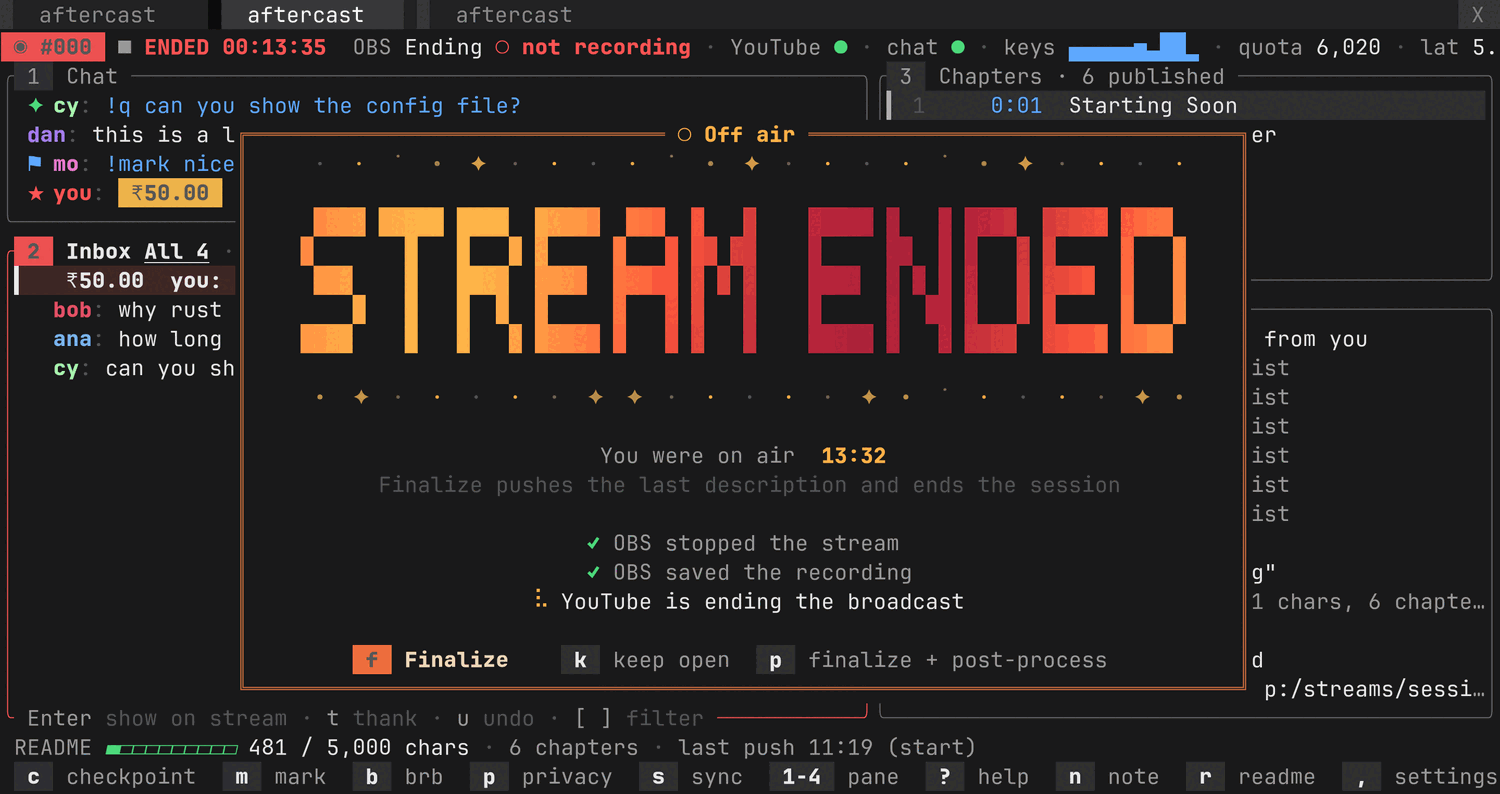 aftercast aftercast aftercast X
#000 ENDED 00:13:35 OBS Ending not recording · YouTube · chat · keys · quota 6,020 · lat 5.
1 Chat
✦ cy: !q can you show the config file?
dan: this is a l
mo: !mark nice
★ you: ₹50.00
3 Chapters · 6 published
1 0:01 Starting Soon
er
2 Inbox All 4 ·
₹50.00 you:
bob: why rust
ana: how long
cy: can you sh
○ Off air
STREAM ENDED
You were on air 13:32
Finalize pushes the last description and ends the session
✓ OBS stopped the stream
✓ OBS saved the recording
YouTube is ending the broadcast
f Finalize k keep open p finalize + post-process
from you
ist
ist
ist
ist
ist
ist
g"
1 chars, 6 chapte…
d
p:/streams/sessi…
Enter show on stream · t thank · u undo · [ ] filter
README 481 / 5,000 chars · 6 chapters · last push 11:19 (start)
c checkpoint m mark b brb p privacy s sync 1-4 pane ? help n note r readme , settings